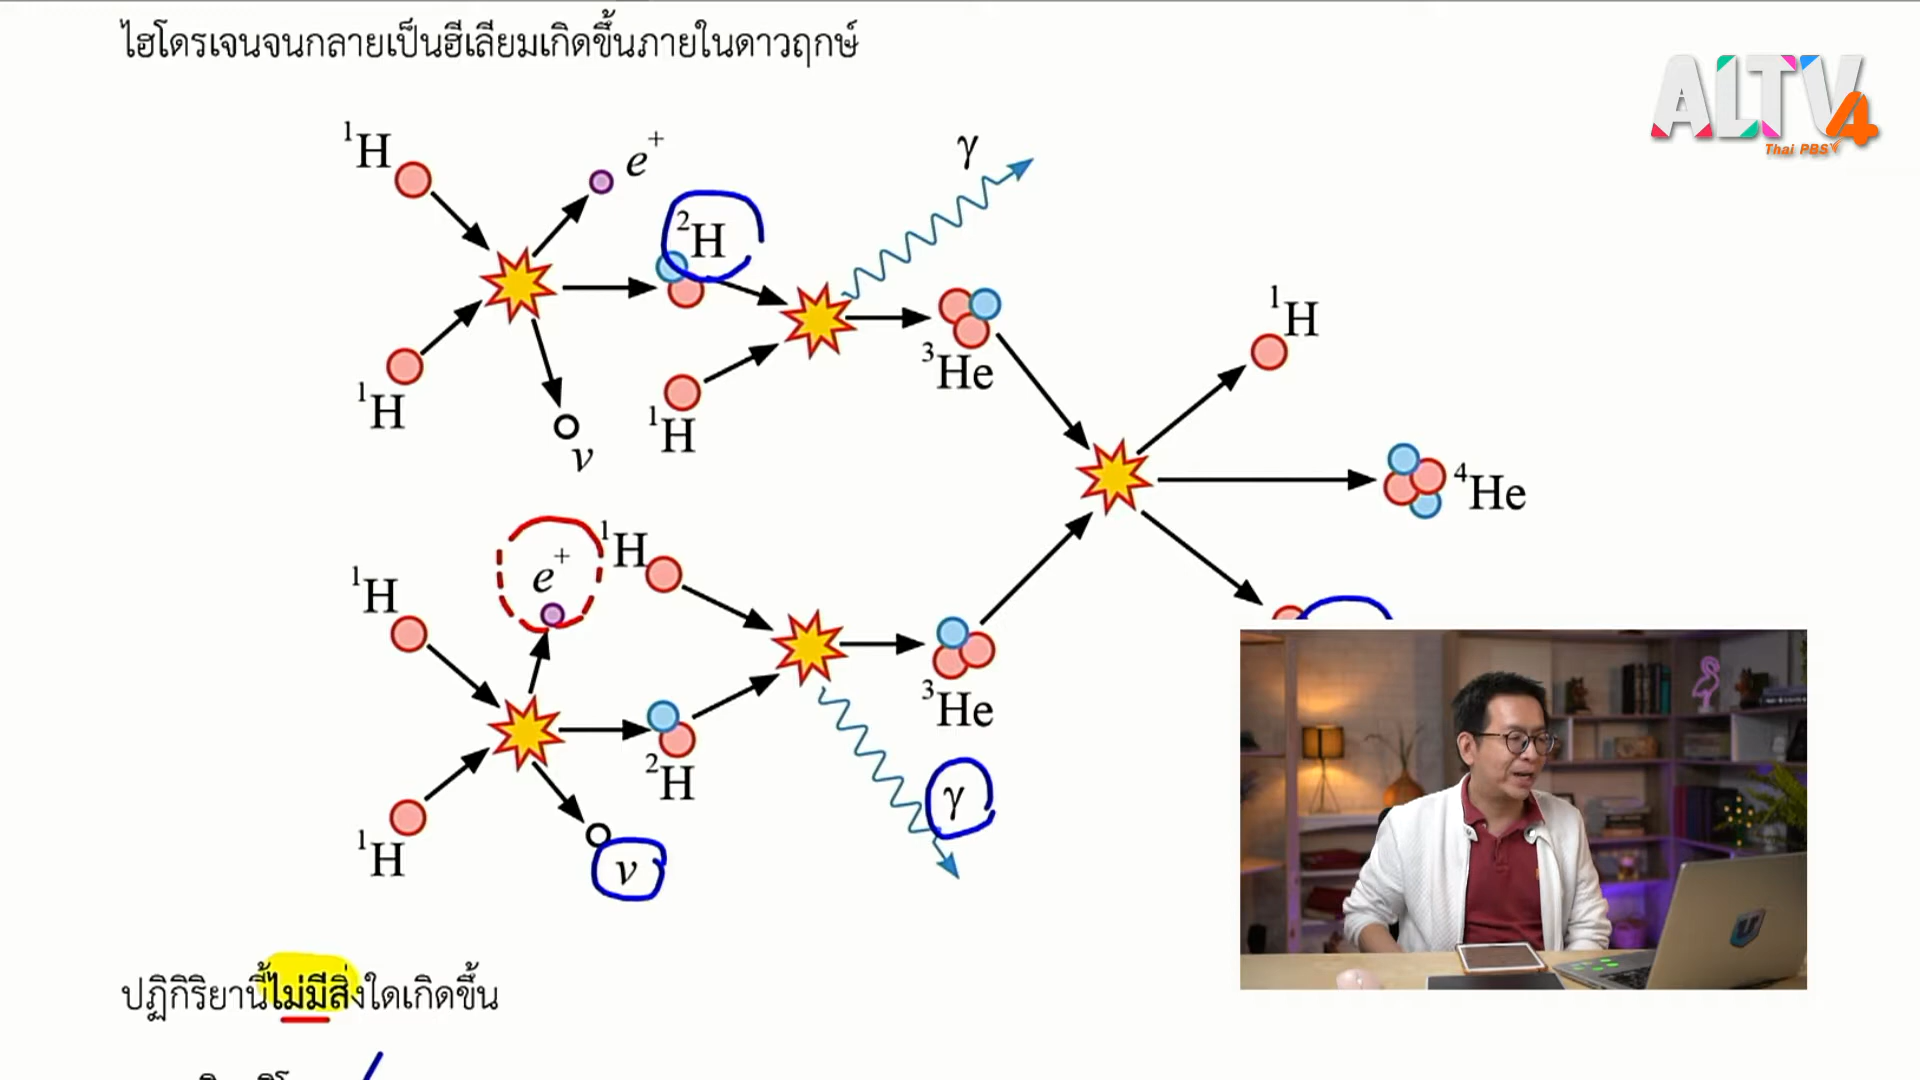 ไฮโดรเจนจนกลายเป็นฮีเลียมเกิดขึ้นภายในดาวฤกษ์
ALTV4
Thai PBS
¹H
e⁺
γ
²H
¹H
³He
¹H
¹H
ν
⁴He
¹H
e⁺
¹H
³He
²H
γ
¹H
ν
ปฏิกิริยานี้ไม่มีสิ่งใดเกิดขึ้น